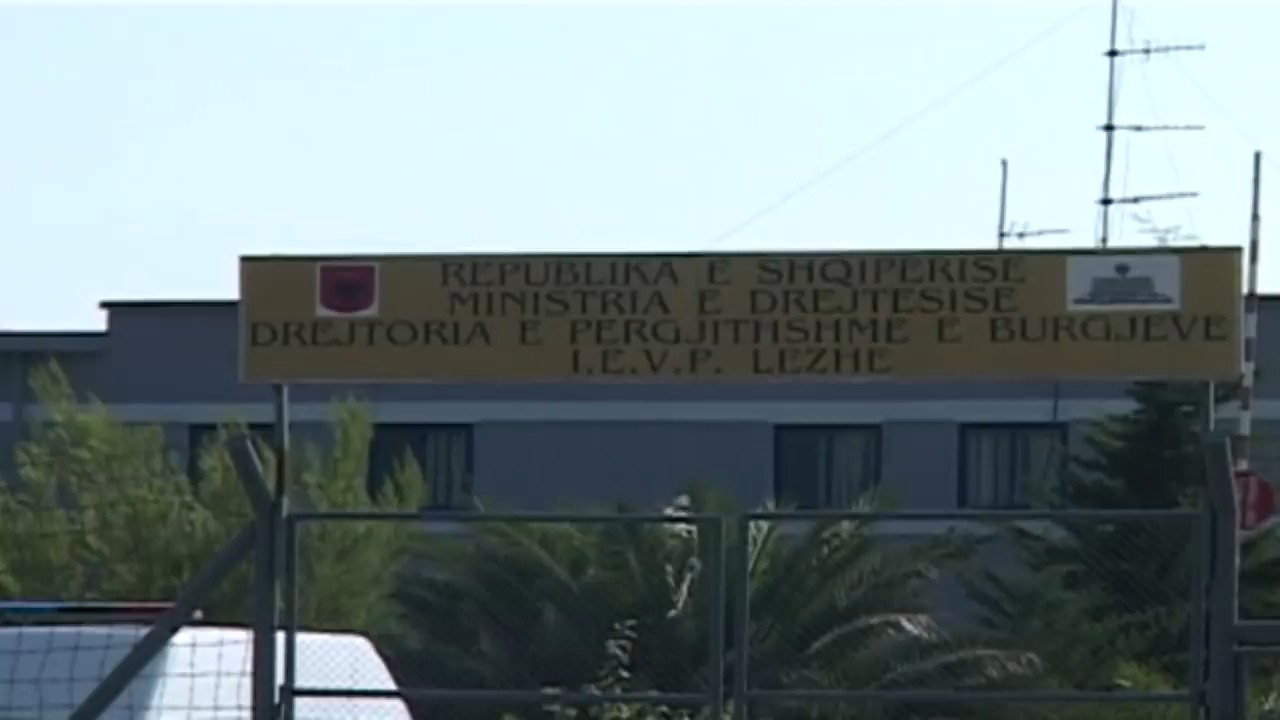 REPUBLIKA E SHQIPERISE
MINISTRIA E DREJTESISE
DREJTORIA E PERGJITHSHME E BURGJEVE
I.E.V.P. LEZHE